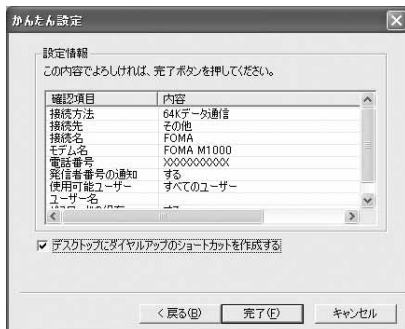 かんたん設定
設定情報
この内容でよろしければ、完了ボタンを押してください。
確認項目 内容
接続方法 64Kデータ通信
接続先 その他
接続名 FOMA
モデム名 FOMA M1000
電話番号 XXXXXXXXXXX
発信者番号の通知 する
使用可能ユーザー すべてのユーザー
ユーザー名
デスクトップにダイヤルアップのショートカットを作成する
< 戻る(B) 完了(F) キャンセル